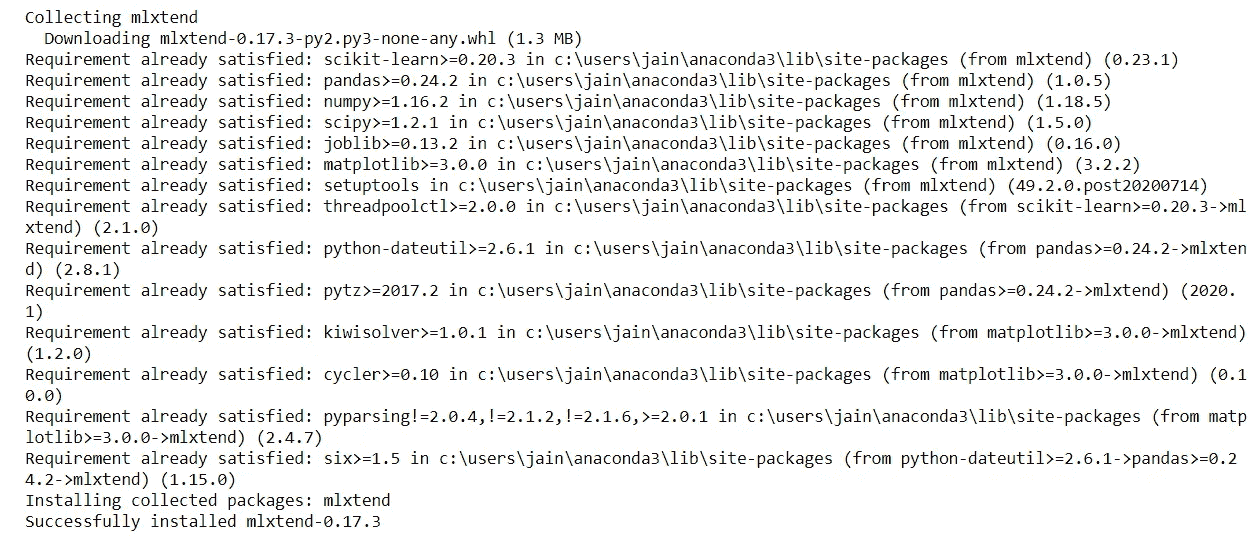 Collecting mlxtend
  Downloading mlxtend-0.17.3-py2.py3-none-any.whl (1.3 MB)
Requirement already satisfied: scikit-learn>=0.20.3 in c:\users\jain\anaconda3\lib\site-packages (from mlxtend) (0.23.1)
Requirement already satisfied: pandas>=0.24.2 in c:\users\jain\anaconda3\lib\site-packages (from mlxtend) (1.0.5)
Requirement already satisfied: numpy>=1.16.2 in c:\users\jain\anaconda3\lib\site-packages (from mlxtend) (1.18.5)
Requirement already satisfied: scipy>=1.2.1 in c:\users\jain\anaconda3\lib\site-packages (from mlxtend) (1.5.0)
Requirement already satisfied: joblib>=0.13.2 in c:\users\jain\anaconda3\lib\site-packages (from mlxtend) (0.16.0)
Requirement already satisfied: matplotlib>=3.0.0 in c:\users\jain\anaconda3\lib\site-packages (from mlxtend) (3.2.2)
Requirement already satisfied: setuptools in c:\users\jain\anaconda3\lib\site-packages (from mlxtend) (49.2.0.post20200714)
Requirement already satisfied: threadpoolctl>=2.0.0 in c:\users\jain\anaconda3\lib\site-packages (from scikit-learn>=0.20.3->ml
xtend) (2.1.0)
Requirement already satisfied: python-dateutil>=2.6.1 in c:\users\jain\anaconda3\lib\site-packages (from pandas>=0.24.2->mlxten
d) (2.8.1)
Requirement already satisfied: pytz>=2017.2 in c:\users\jain\anaconda3\lib\site-packages (from pandas>=0.24.2->mlxtend) (2020.
1)
Requirement already satisfied: kiwisolver>=1.0.1 in c:\users\jain\anaconda3\lib\site-packages (from matplotlib>=3.0.0->mlxtend)
(1.2.0)
Requirement already satisfied: cycler>=0.10 in c:\users\jain\anaconda3\lib\site-packages (from matplotlib>=3.0.0->mlxtend) (0.1
0.0)
Requirement already satisfied: pyparsing!=2.0.4,!=2.1.2,!=2.1.6,>=2.0.1 in c:\users\jain\anaconda3\lib\site-packages (from matp
lotlib>=3.0.0->mlxtend) (2.4.7)
Requirement already satisfied: six>=1.5 in c:\users\jain\anaconda3\lib\site-packages (from python-dateutil>=2.6.1->pandas>=0.2
4.2->mlxtend) (1.15.0)
Installing collected packages: mlxtend
Successfully installed mlxtend-0.17.3